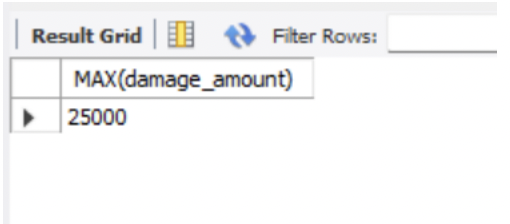 Result Grid Filter Rows:
MAX(damage_amount)
25000